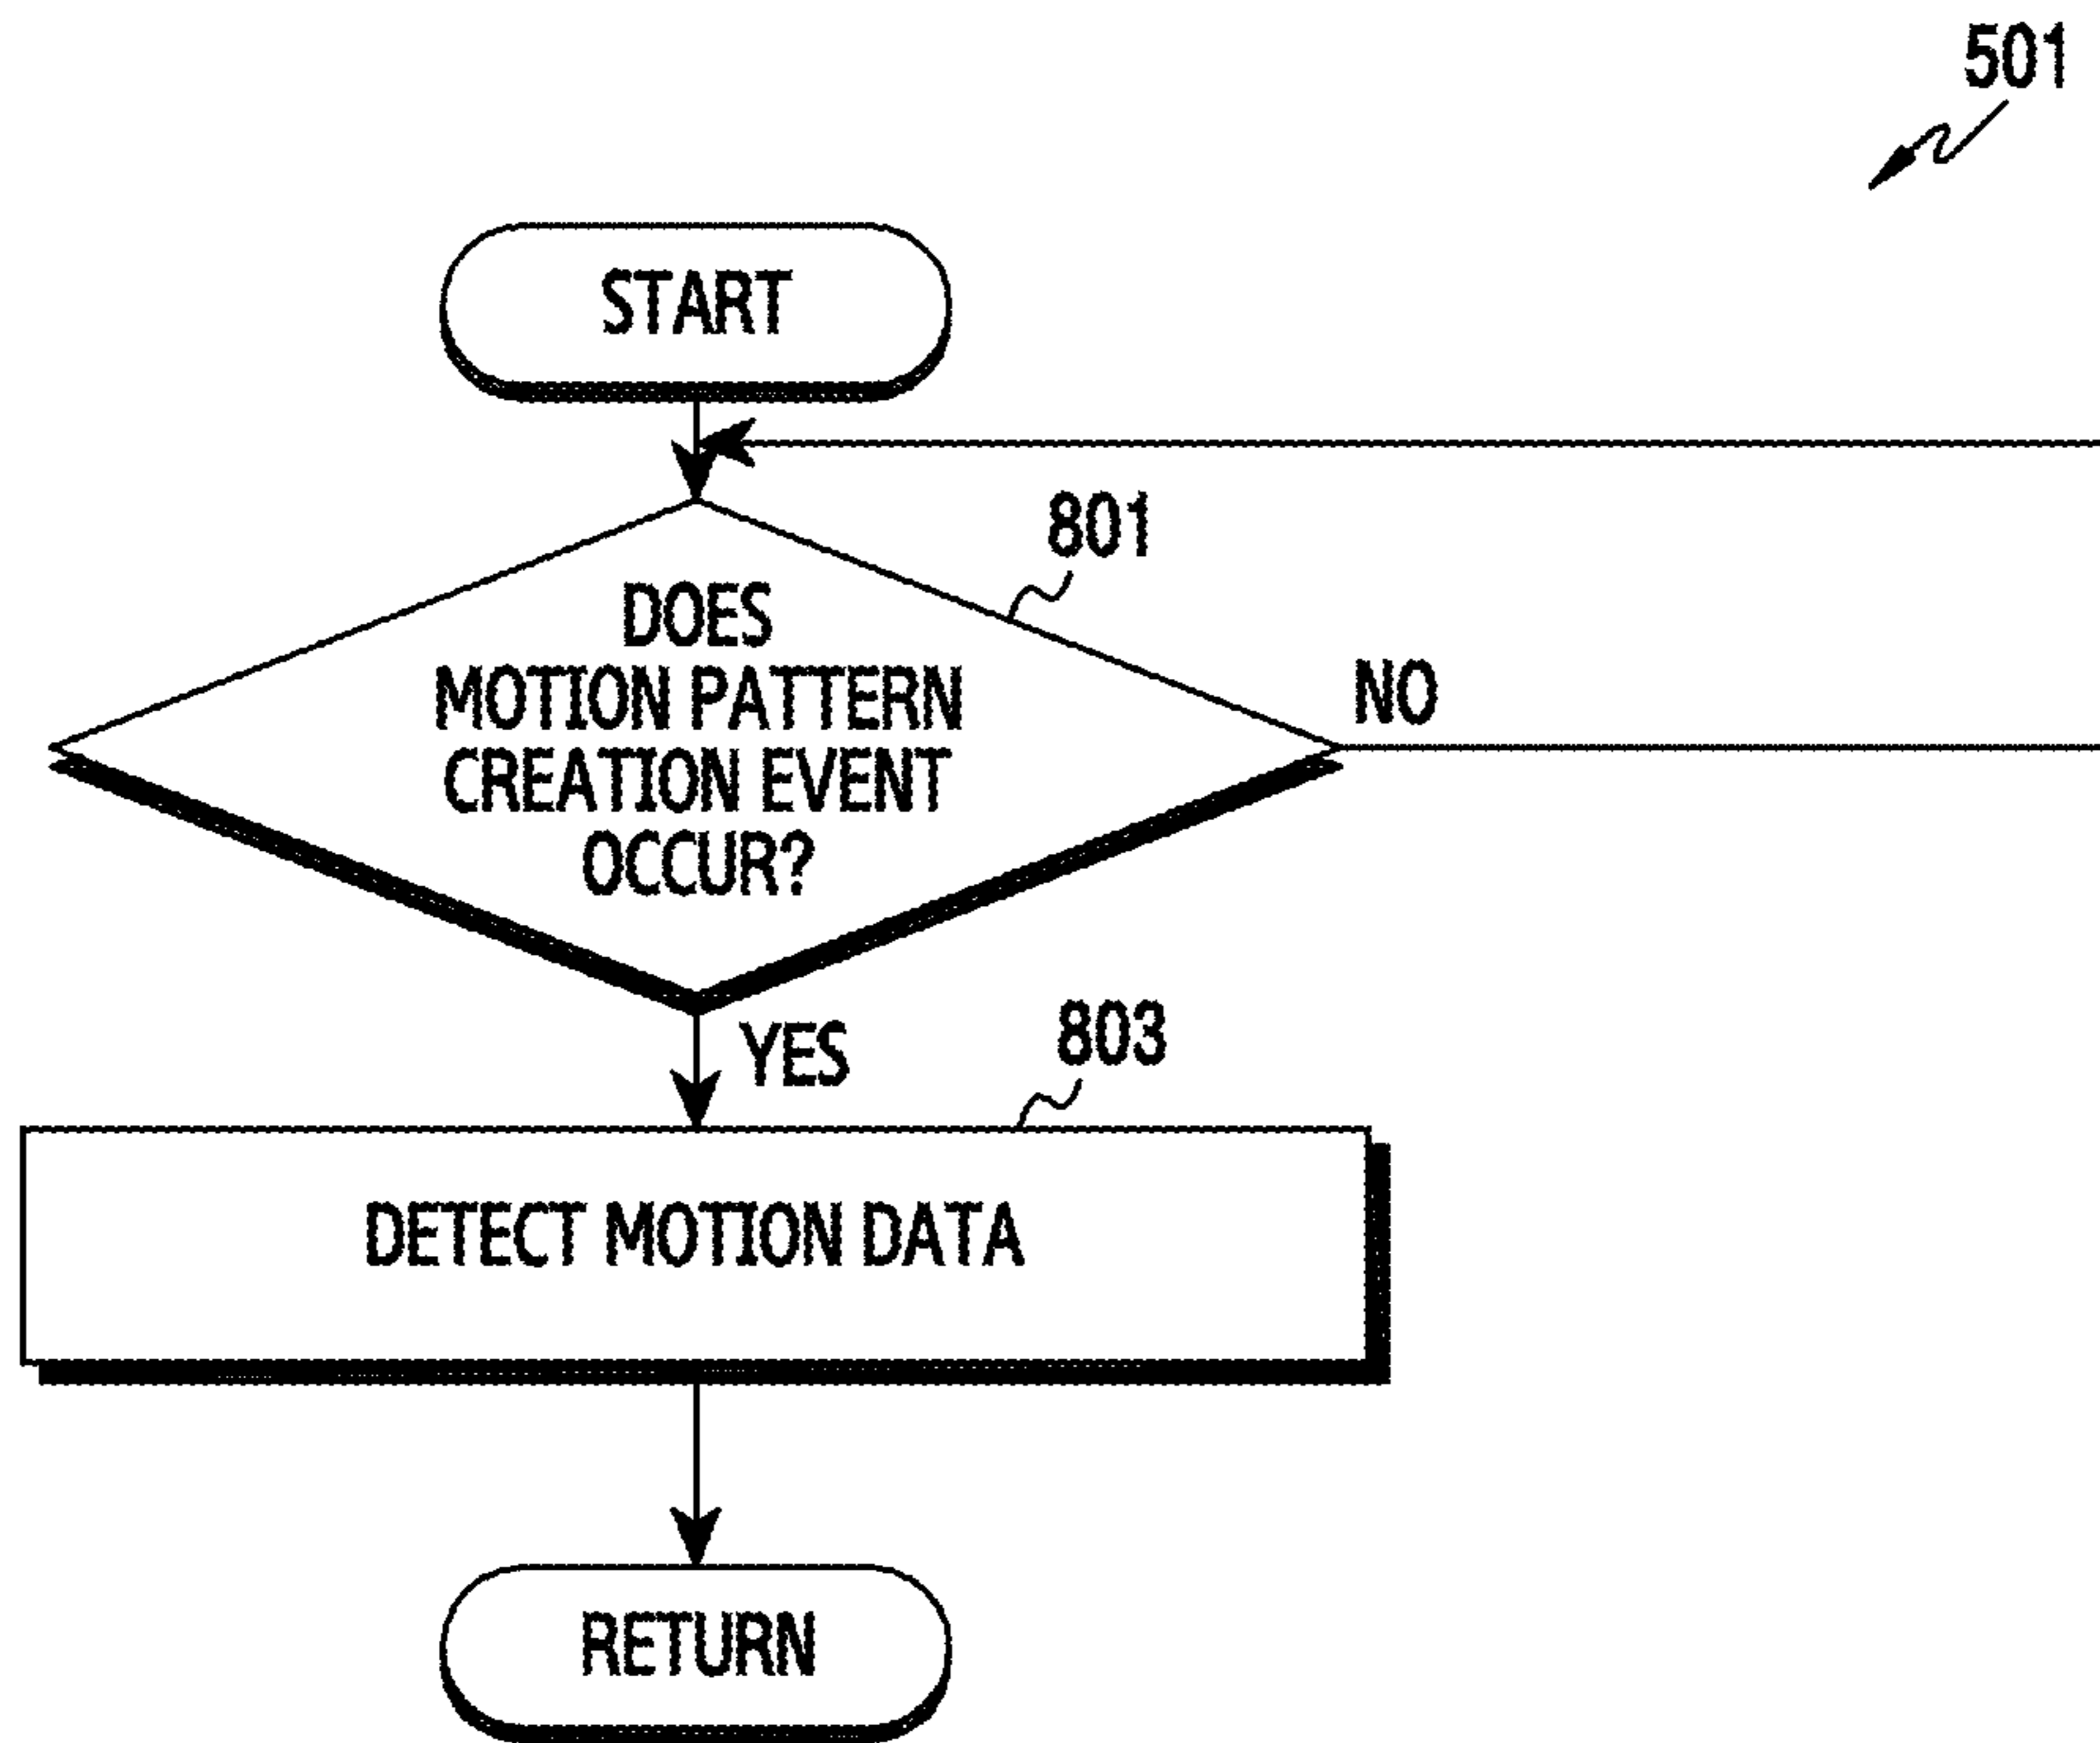 501
START
801
DOES
MOTION PATTERN
CREATION EVENT
OCCUR?
NO
YES
803
DETECT MOTION DATA
RETURN